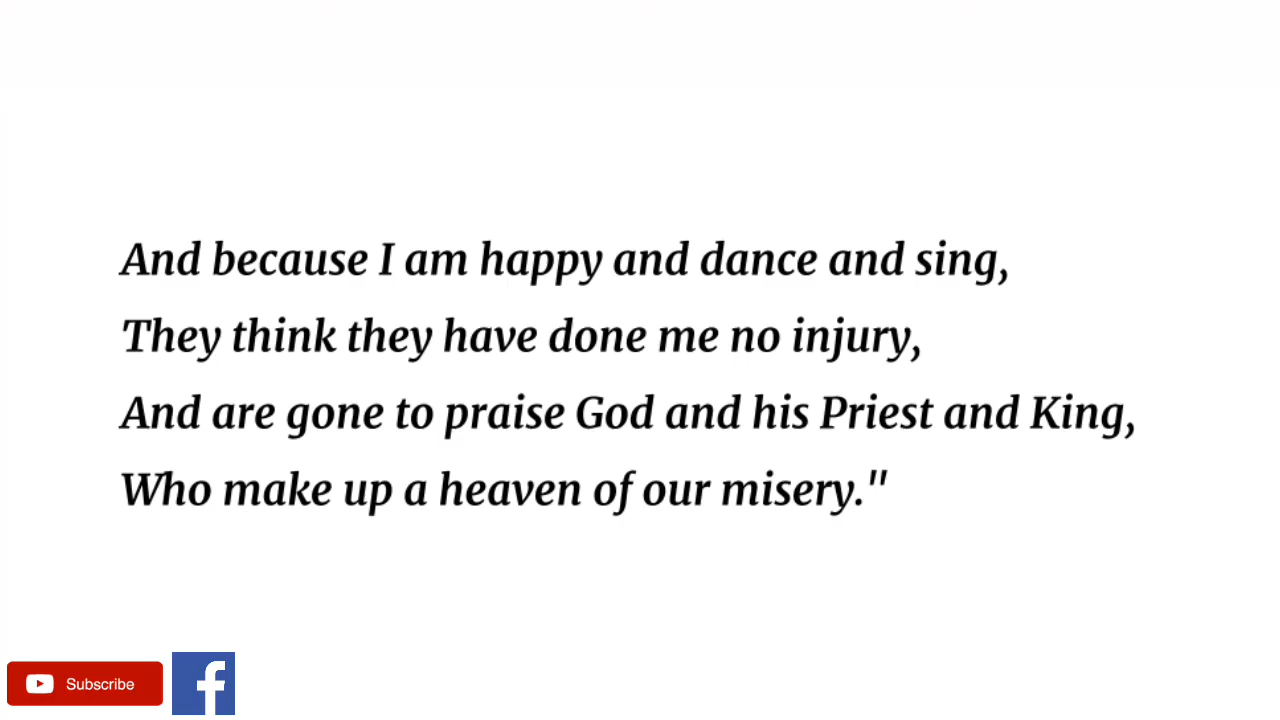 And because I am happy and dance and sing,
They think they have done me no injury,
And are gone to praise God and his Priest and King,
Who make up a heaven of our misery."
Subscribe
f